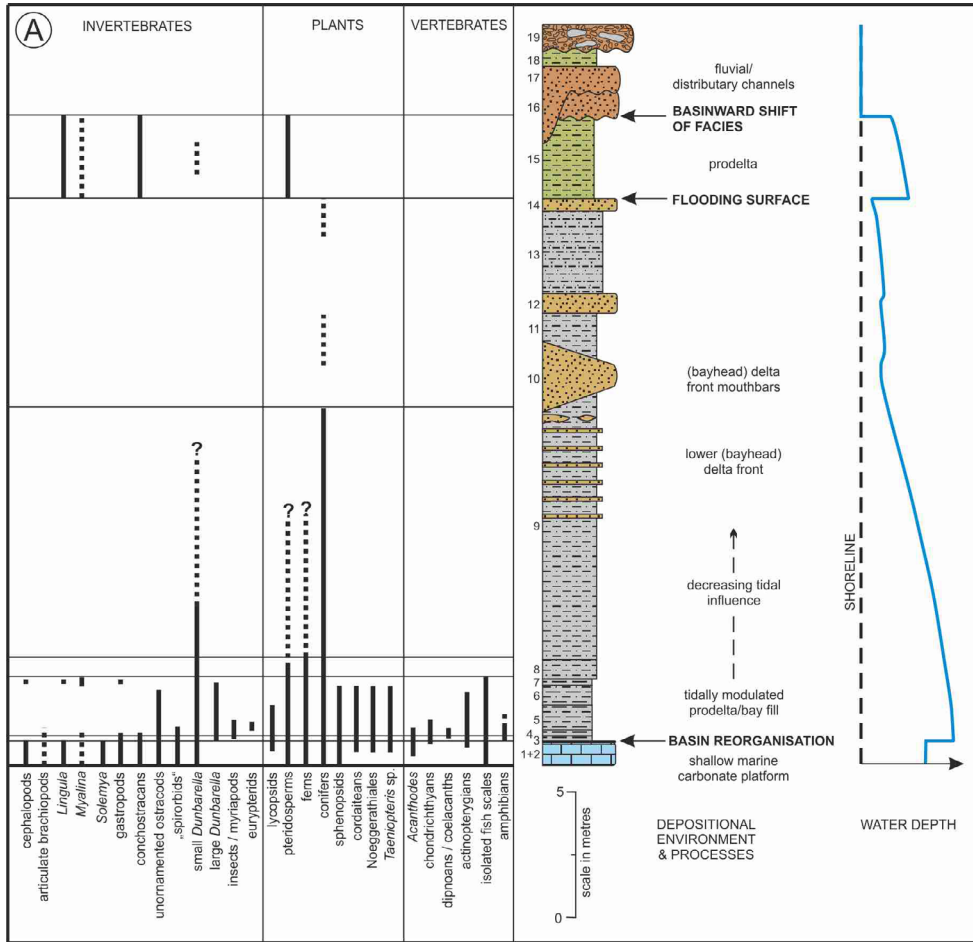 A
INVERTEBRATES
PLANTS
VERTEBRATES
19
18
17
16
15
14
13
12
11
10
9
8
7
6
5
4
3
1+2
fluvial/
distributary channels
BASINWARD SHIFT
OF FACIES
prodelta
FLOODING SURFACE
(bayhead) delta
front mouthbars
lower (bayhead)
delta front
decreasing tidal
influence
tidally modulated
prodelta/bay fill
BASIN REORGANISATION
shallow marine
carbonate platform
SHORELINE
?
?
?
cephalopods
articulate brachiopods
Lingula
Myalina
Solemya
gastropods
conchostracans
unornamented ostracods
„spirorbids“
small Dunbarella
large Dunbarella
insects / myriapods
eurypterids
lycopsids
pteridosperms
ferns
conifers
sphenopsids
cordaiteans
Noeggerathiales
Taeniopteris sp.
Acanthodes
chondrichthyan
dipnoans / coelacanths
actinopterygians
isolated fish scales
amphibians
5
0
scale in metres
DEPOSITIONAL
ENVIRONMENT
& PROCESSES
WATER DEPTH